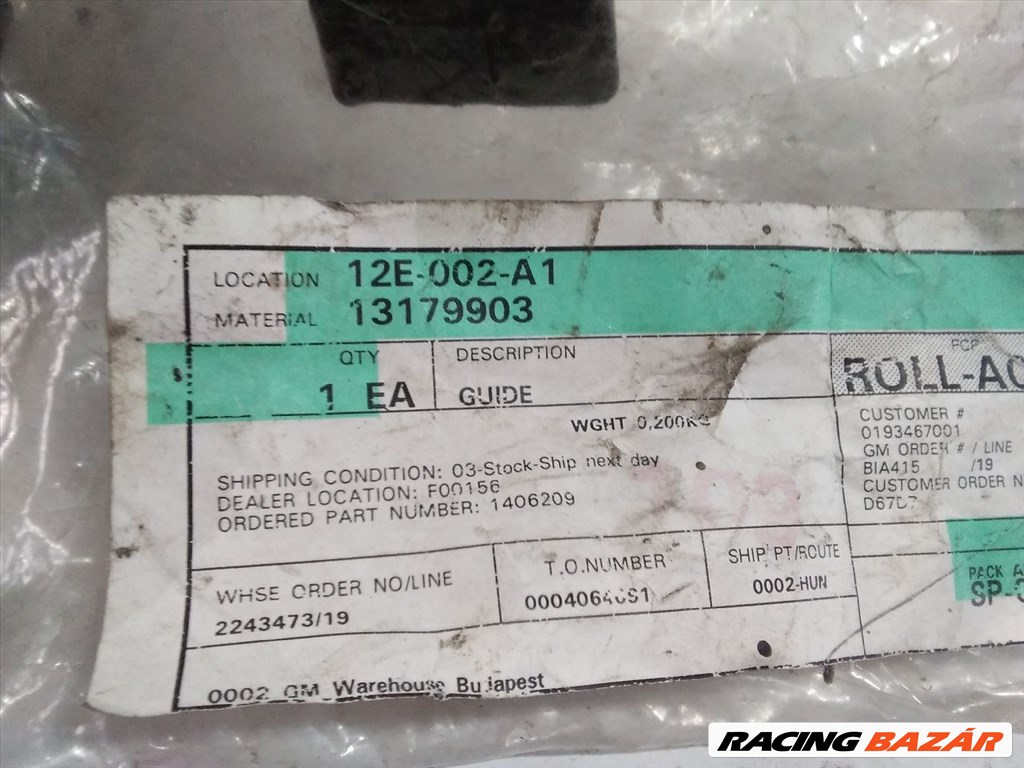 LOCATION 12E-002-A1
MATERIAL 13179903
QTY
1 EA
DESCRIPTION
GUIDE
WGHT 0,200KG
PCP
ROLL-AC
CUSTOMER #
0193467001
GM ORDER # / LINE
BIA415 /19
CUSTOMER ORDER N
SHIPPING CONDITION: 03-Stock-Ship next day
DEALER LOCATION: F00156
ORDERED PART NUMBER: 1406209
WHSE ORDER NO/LINE
2243473/19
T.O.NUMBER
SHIP PT/ROUTE
0002-HUN
PACK A
SP-3
0002 GM Warehouse Budapest
RACING BAZÁR